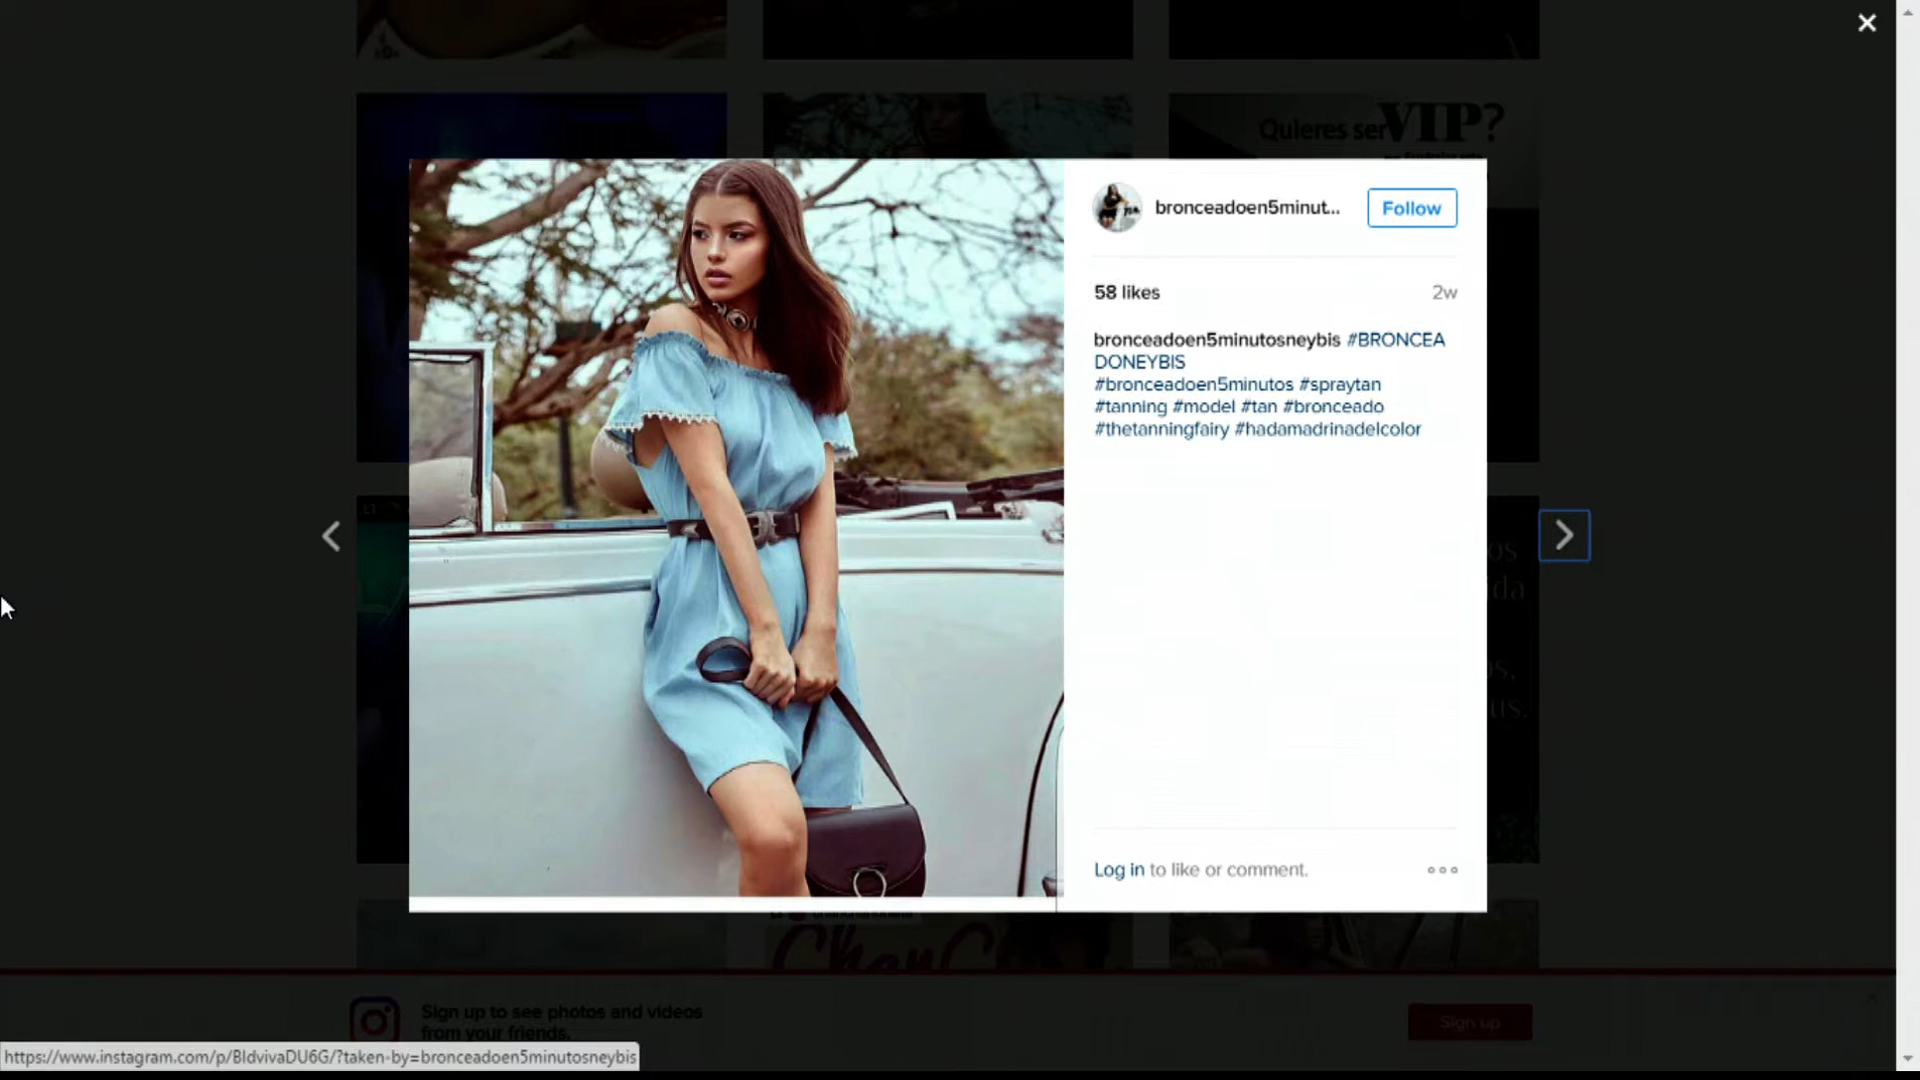 Quieres ser VIP?
bronceadoen5minut...
Follow
58 likes
2w
bronceadoen5minutosneybis #BRONCEA
DONEYBIS
#bronceadoen5minutos #spraytan
#tanning #model #tan #bronceado
#thetanningfairy #hadamadrinadelcolor
Log in to like or comment.
Sign up to see photos and videos
from your friends.
Sign up
https://www.instagram.com/p/BIdvivaDU6G/?taken-by=bronceadoen5minutosneybis